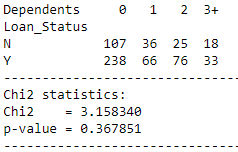 Dependents 0 1 2 3+
Loan_Status
N 107 36 25 18
Y 238 66 76 33
----------------------------------
Chi2 statistics:
Chi2 = 3.158340
p-value = 0.367851
----------------------------------